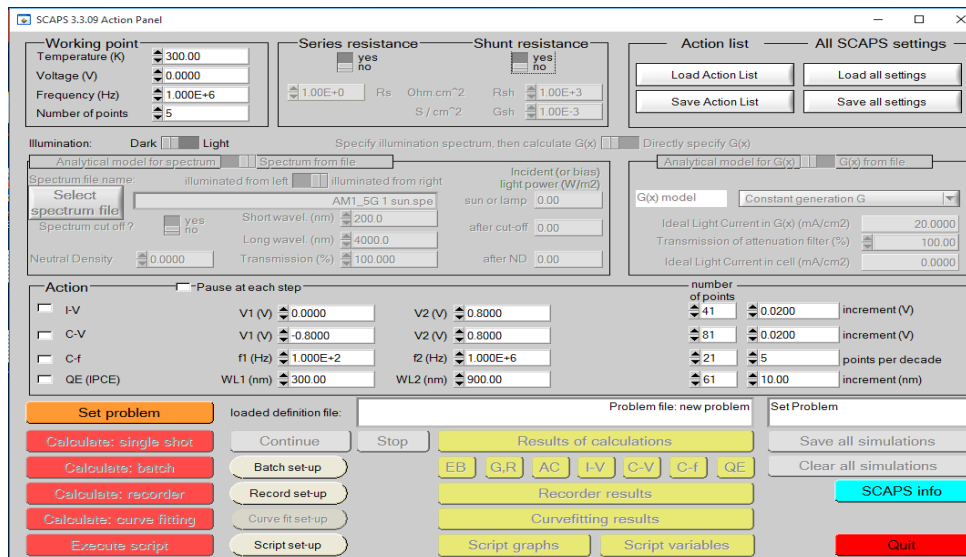 SCAPS 3.3.09 Action Panel
Working point
Temperature (K) 300.00
Voltage (V) 0.0000
Frequency (Hz) 1.000E+6
Number of points 5
Series resistance Shunt resistance
yes
no
yes
no
1.00E+0 Rs Ohm.cm^2 Rsh 1.00E+3
S / cm^2 Gsh 1.00E-3
Action list All SCAPS settings
Load Action List Load all settings
Save Action List Save all settings
Illumination: Dark Light Specify illumination spectrum, then calculate G(x) Directly specify G(x)
Analytical model for spectrum Spectrum from file
Spectrum file name: illuminated from left illuminated from right
Incident (or bias)
light power (W/m2)
Select
spectrum file
AM1_5G 1 sun.spe
sun or lamp 0.00
Spectrum cut off ? yes
no
Short wavel. (nm) 200.0
after cut-off 0.00
Long wavel. (nm) 4000.0
Neutral Density 0.0000 Transmission (%) 100.000 after ND 0.00
Analytical model for G(x) G(x) from file
G(x) model Constant generation G
Ideal Light Current in G(x) (mA/cm2) 20.0000
Transmission of attenuation filter (%) 100.00
Ideal Light Current in cell (mA/cm2) 0.0000
Action Pause at each step number
of points
I-V V1 (V) 0.0000 V2 (V) 0.8000 41 0.0200 increment (V)
C-V V1 (V) -0.8000 V2 (V) 0.8000 81 0.0200 increment (V)
C-f f1 (Hz) 1.000E+2 f2 (Hz) 1.000E+6 21 5 points per decade
QE (IPCE) WL1 (nm) 300.00 WL2 (nm) 900.00 61 10.00 increment (nm)
Set problem loaded definition file: Problem file: new problem Set Problem
Calculate: single shot Continue Stop Results of calculations Save all simulations
Calculate: batch Batch set-up EB G,R AC I-V C-V C-f QE Clear all simulations
Calculate: recorder Record set-up Recorder results SCAPS info
Calculate: curve fitting Curve fit set-up Curvefitting results
Execute script Script set-up Script graphs Script variables Quit